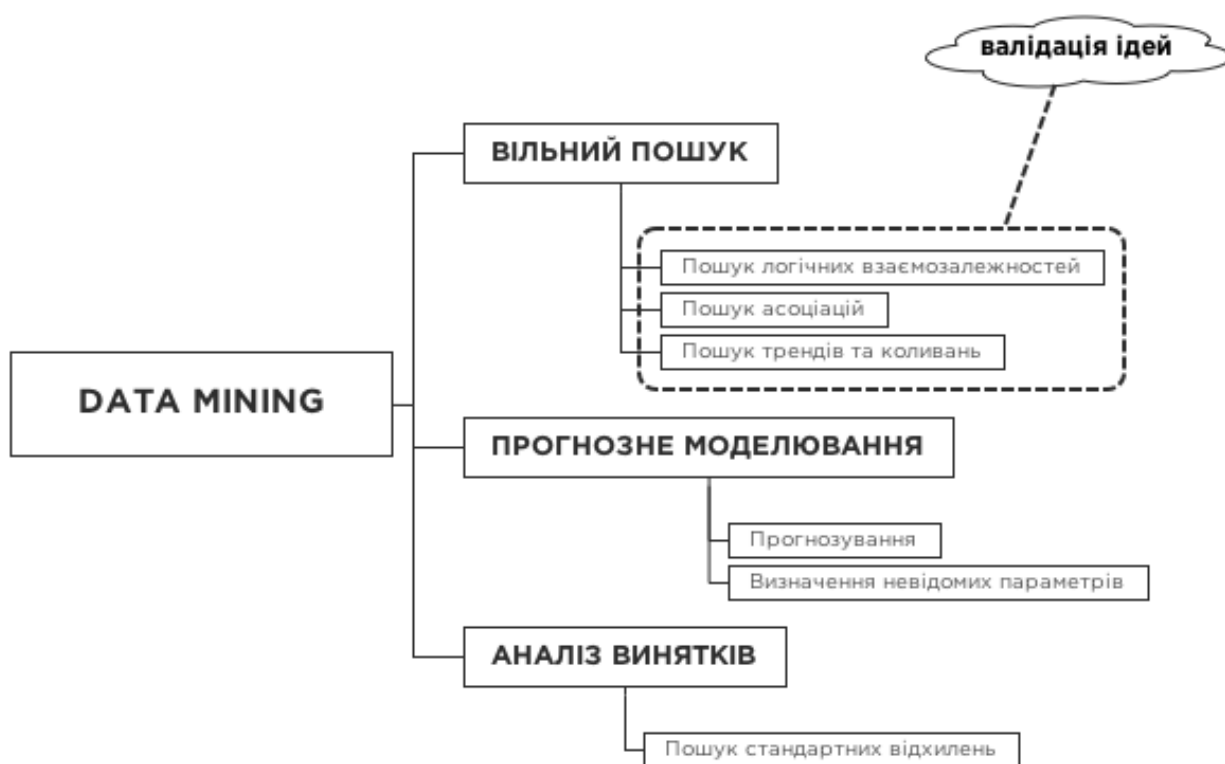 валідація ідей
ВІЛЬНИЙ ПОШУК
Пошук логічних взаємозалежностей
Пошук асоціацій
Пошук трендів та коливань
DATA MINING
ПРОГНОЗНЕ МОДЕЛЮВАННЯ
Прогнозування
Визначення невідомих параметрів
АНАЛІЗ ВИНЯТКІВ
Пошук стандартних відхилень